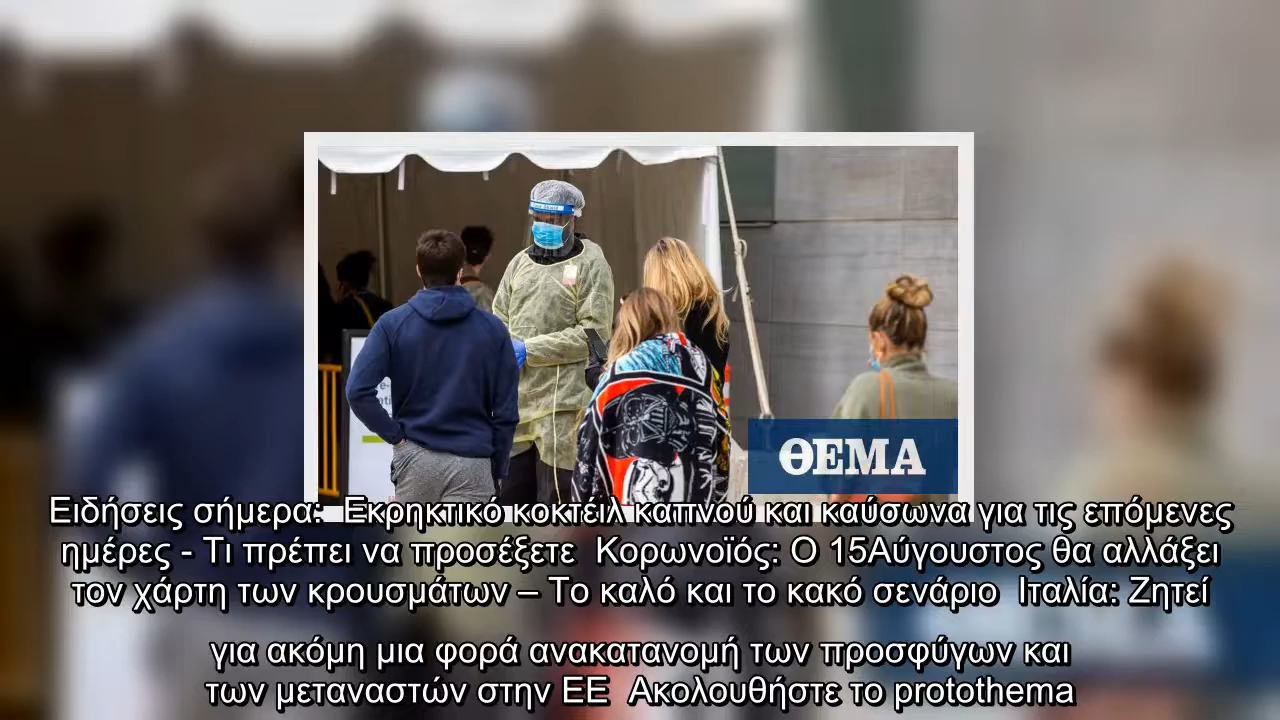 ΘΕΜΑ
Ειδήσεις σήμερα:  Εκρηκτικό κοκτέιλ καπνού και καύσωνα για τις επόμενες
ημέρες - Τι πρέπει να προσέξετε  Κορωνοϊός: Ο 15Αύγουστος θα αλλάξει
τον χάρτη των κρουσμάτων – Το καλό και το κακό σενάριο  Ιταλία: Ζητεί
για ακόμη μια φορά ανακατανομή των προσφύγων και
των μεταναστών στην ΕΕ  Ακολουθήστε το protothema